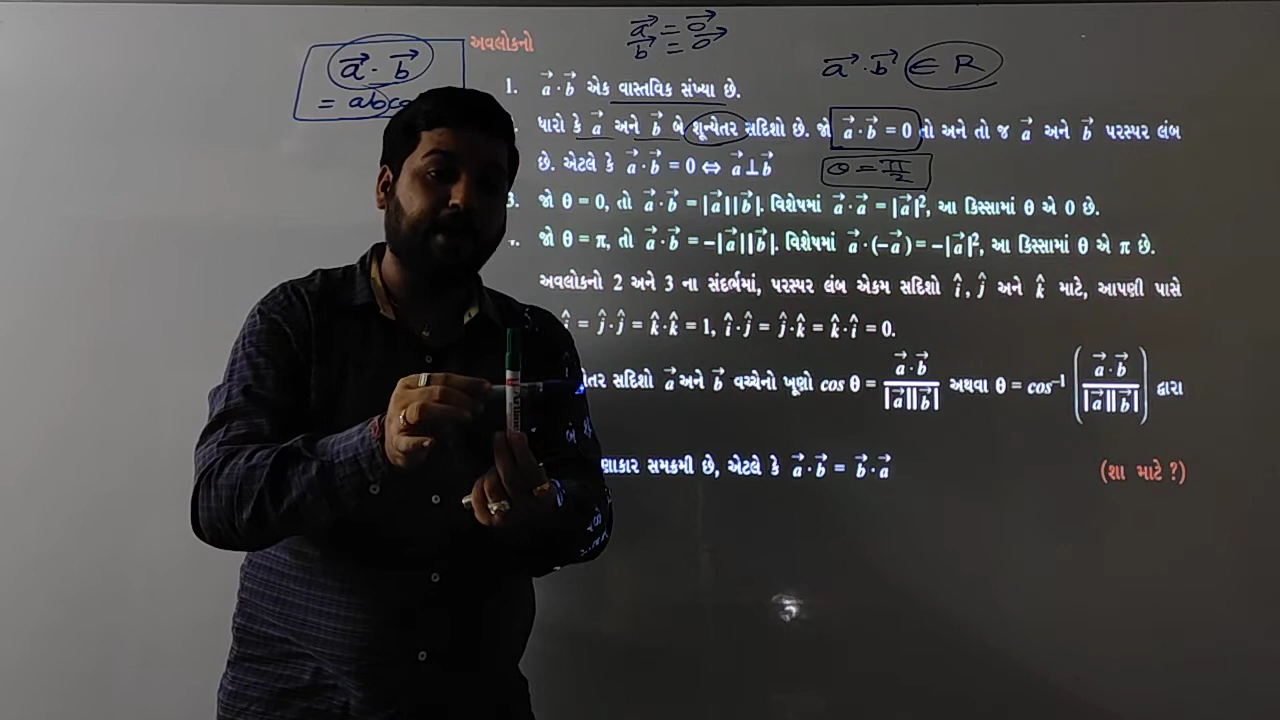 a⃗ = 0⃗
b⃗ = 0⃗
અવલોકનો
a⃗ · b⃗
= ab
a⃗ · b⃗ ∈ R
1. a⃗ · b⃗ એક વાસ્તવિક સંખ્યા છે.
ધારો કે a⃗ અને b⃗ બે શૂન્યેતર સદિશો છે. જો a⃗ · b⃗ = 0 તો અને તો જ a⃗ અને b⃗ પરસ્પર લંબ
છે. એટલે કે a⃗ · b⃗ = 0 ⇔ a⃗ ⊥ b⃗
θ = π/2
3. જો θ = 0, તો a⃗ · b⃗ = |a⃗||b⃗|. વિશેષમાં a⃗ · a⃗ = |a⃗|², આ કિસ્સામાં θ એ 0 છે.
જો θ = π, તો a⃗ · b⃗ = −|a⃗||b⃗|. વિશેષમાં a⃗ · (−a⃗) = −|a⃗|², આ કિસ્સામાં θ એ π છે.
અવલોકનો 2 અને 3 ના સંદર્ભમાં, પરસ્પર લંબ એકમ સદિશો î, ĵ અને k̂ માટે, આપણી પાસે
î = ĵ · ĵ = k̂ · k̂ = 1, î · ĵ = ĵ · k̂ = k̂ · î = 0.
સદિશો a⃗ અને b⃗ વચ્ચેનો ખૂણો cos θ = a⃗ · b⃗ / |a⃗||b⃗| અથવા θ = cos⁻¹ (a⃗ · b⃗ / |a⃗||b⃗|) દ્વારા
સમક્રમી છે, એટલે કે a⃗ · b⃗ = b⃗ · a⃗ (શા માટે ?)